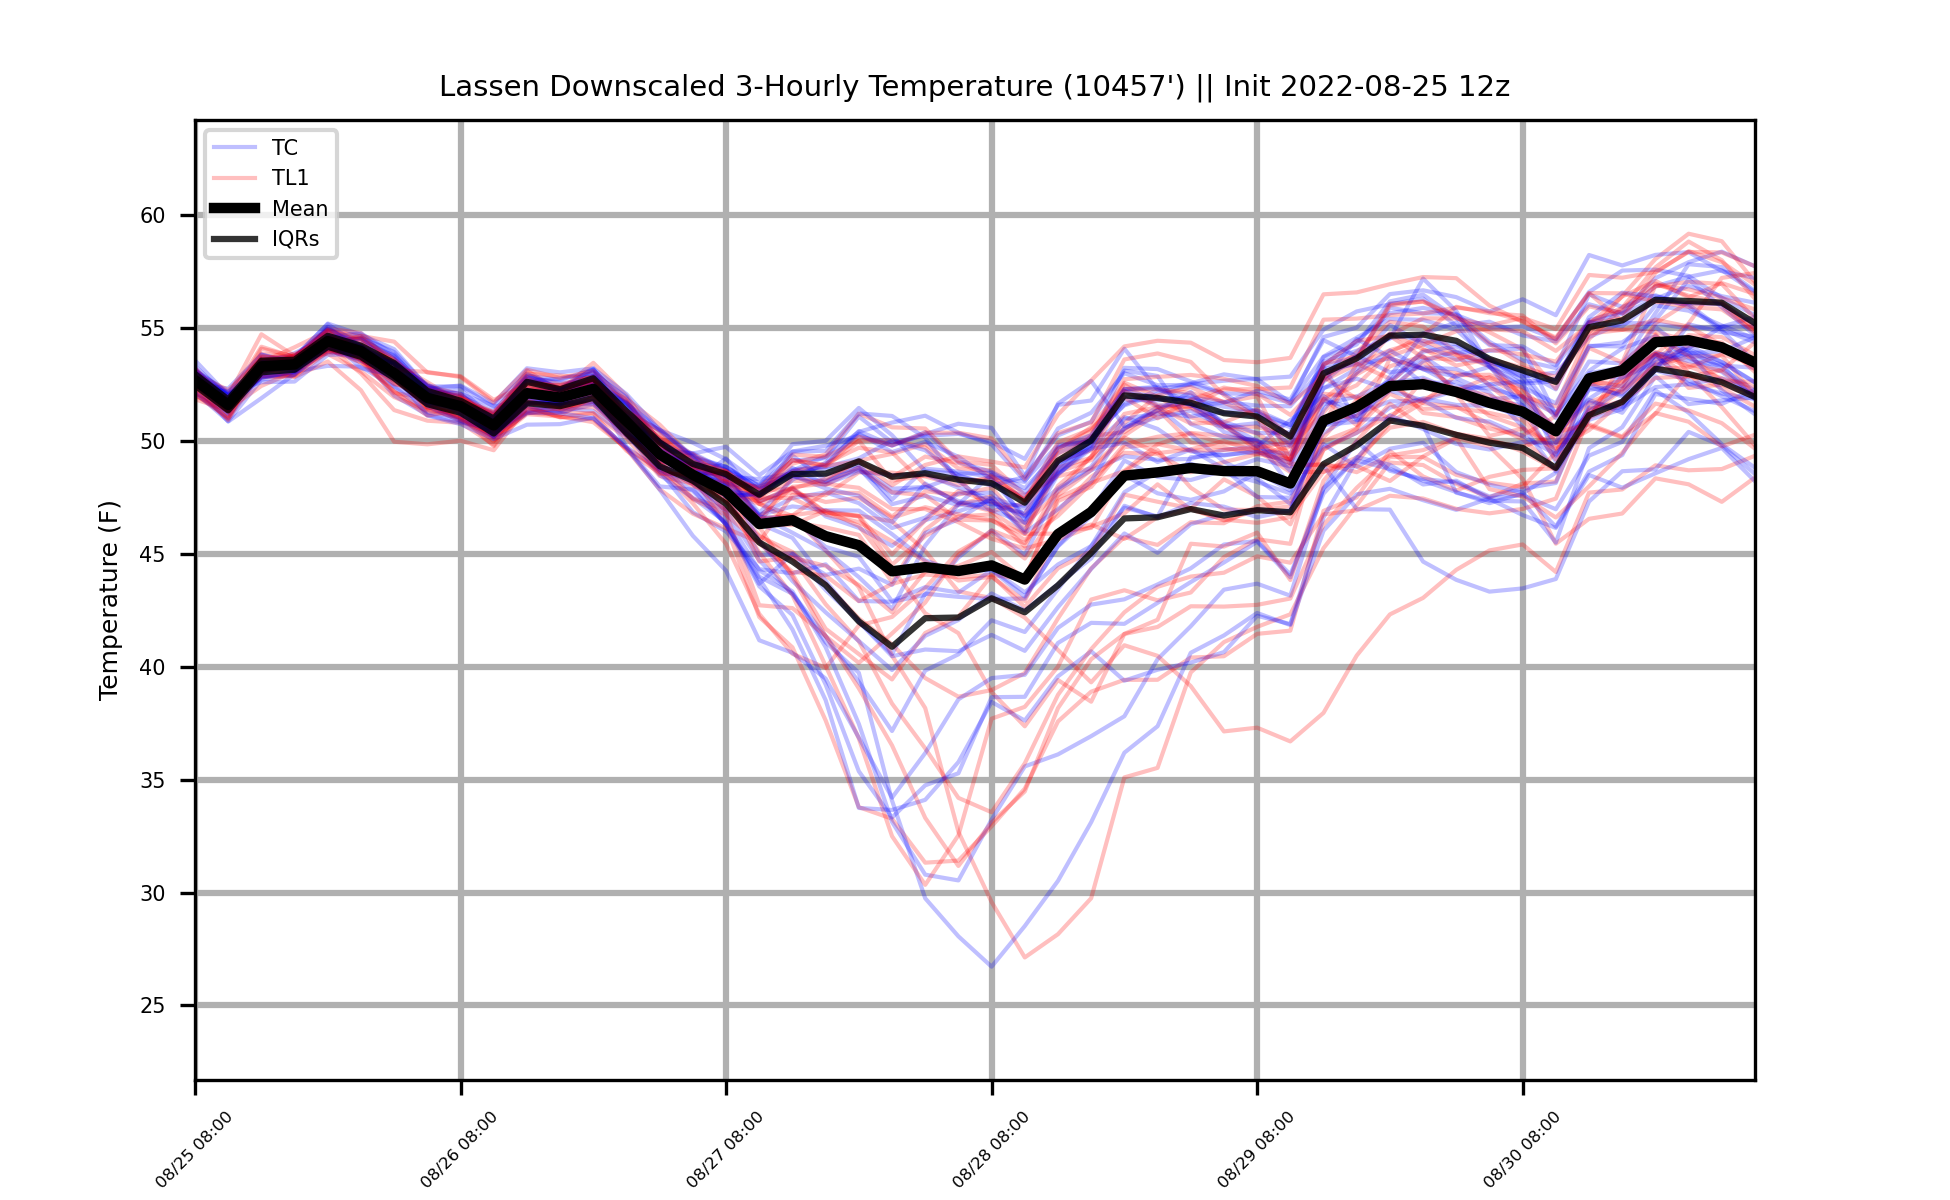 Lassen Downscaled 3-Hourly Temperature (10457') || Init 2022-08-25 12z
TC
TL1
Mean
IQRs
Temperature (F)
60
55
50
45
40
35
30
25
08/25 08:00
08/26 08:00
08/27 08:00
08/28 08:00
08/29 08:00
08/30 08:00